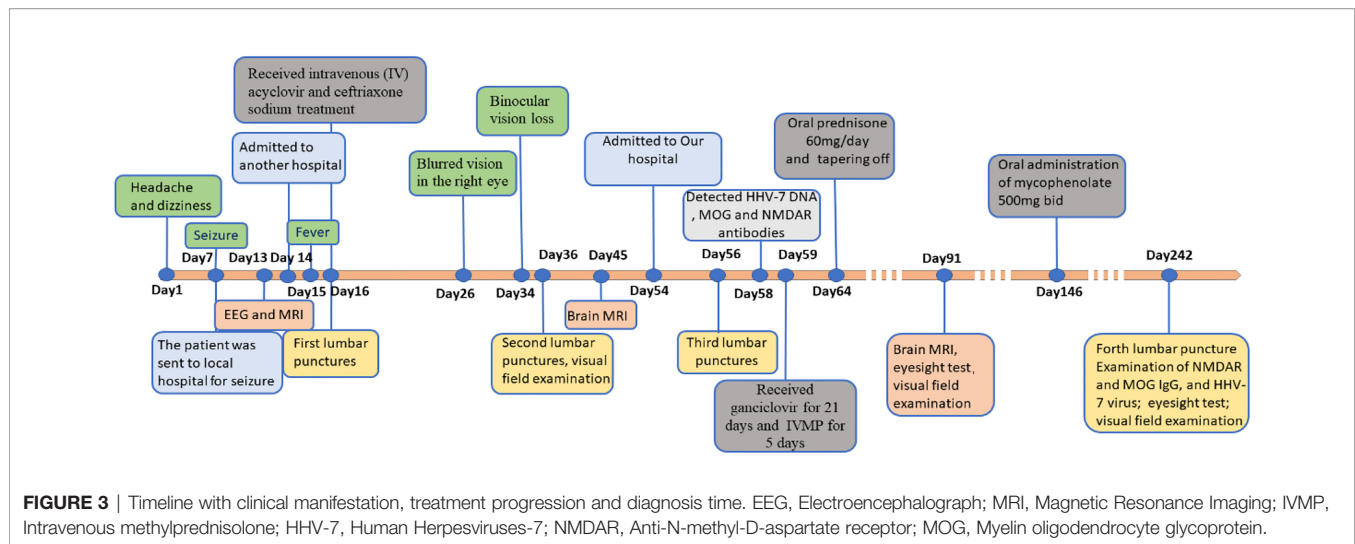 Received intravenous (IV)
acyclovir and ceftriaxone
sodium treatment
Admitted to
another hospital
Headache
and dizziness
Seizure
Fever
Blurred vision
in the right eye
Binocular
vision loss
Admitted to Our
hospital
Detected HHV-7 DNA
, MOG and NMDAR
antibodies
Oral prednisone
60mg/day
and tapering off
Oral administration
of mycophenolate
500mg bid
Day7
Day13
Day 14
Day36
Day45
Day56
Day59
Day91
Day242
Day1
Day15
Day16
Day26
Day34
Day54
Day58
Day64
Day146
EEG and MRI
The patient was
sent to local
hospital for seizure
First lumbar
punctures
Second lumbar
punctures, visual
field examination
Brain MRI
Third lumbar
punctures
Received
ganciclovir for 21
days and IVMP for
5 days
Brain MRI,
eyesight test,
visual field
examination
Forth lumbar puncture
Examination of NMDAR
and MOG IgG, and HHV-
7 virus; eyesight test;
visual field examination
FIGURE 3 | Timeline with clinical manifestation, treatment progression and diagnosis time. EEG, Electroencephalograph; MRI, Magnetic Resonance Imaging; IVMP,
Intravenous methylprednisolone; HHV-7, Human Herpesviruses-7; NMDAR, Anti-N-methyl-D-aspartate receptor; MOG, Myelin oligodendrocyte glycoprotein.